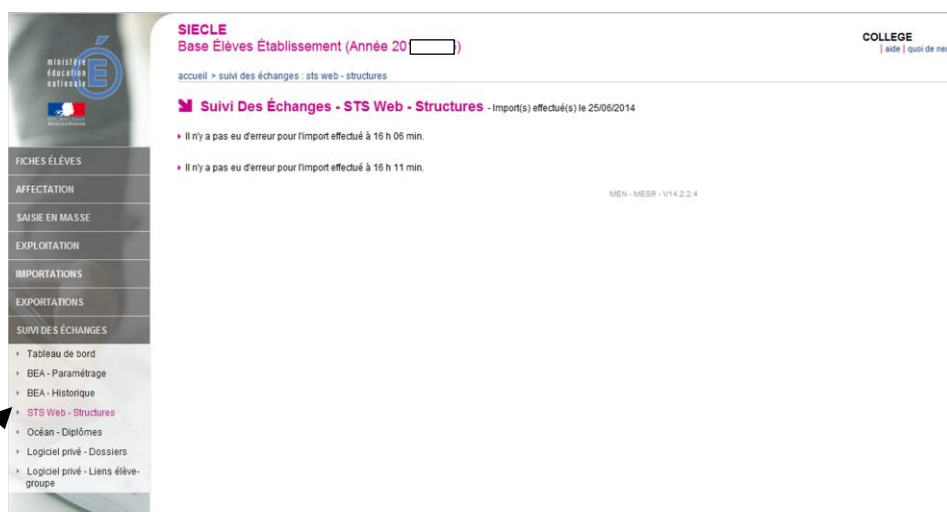 SIECLE
Base Élèves Établissement (Année 201 )
COLLEGE
| aide | quoi de
accueil > suivi des échanges : sts web - structures
ministère
éducation
nationale
Suivi Des Échanges - STS Web - Structures - Import(s) effectué(s) le 25/06/2014
Il n'y a pas eu d'erreur pour l'import effectué à 16 h 06 min.
Il n'y a pas eu d'erreur pour l'import effectué à 16 h 11 min.
MEN - MESR - V14.2.2.4
FICHES ÉLÈVES
AFFECTATION
SAISIE EN MASSE
EXPLOITATION
IMPORTATIONS
EXPORTATIONS
SUIVI DES ÉCHANGES
Tableau de bord
BEA - Paramétrage
BEA - Historique
STS Web - Structures
Océan - Diplômes
Logiciel privé - Dossiers
Logiciel privé - Liens élève-
groupe